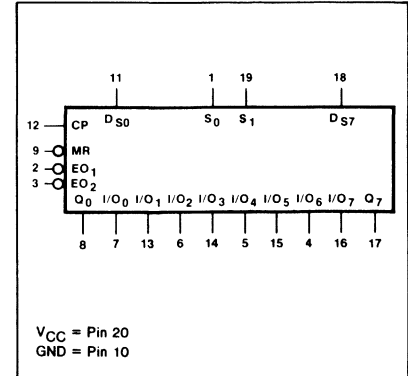 11 1 19 18
D S0 S0 S1 D S7
12 CP
9 MR
2 EO1
3 EO2
Q0 I/O0 I/O1 I/O2 I/O3 I/O4 I/O5 I/O6 I/O7 Q7
8 7 13 6 14 5 15 4 16 17
VCC = Pin 20
GND = Pin 10